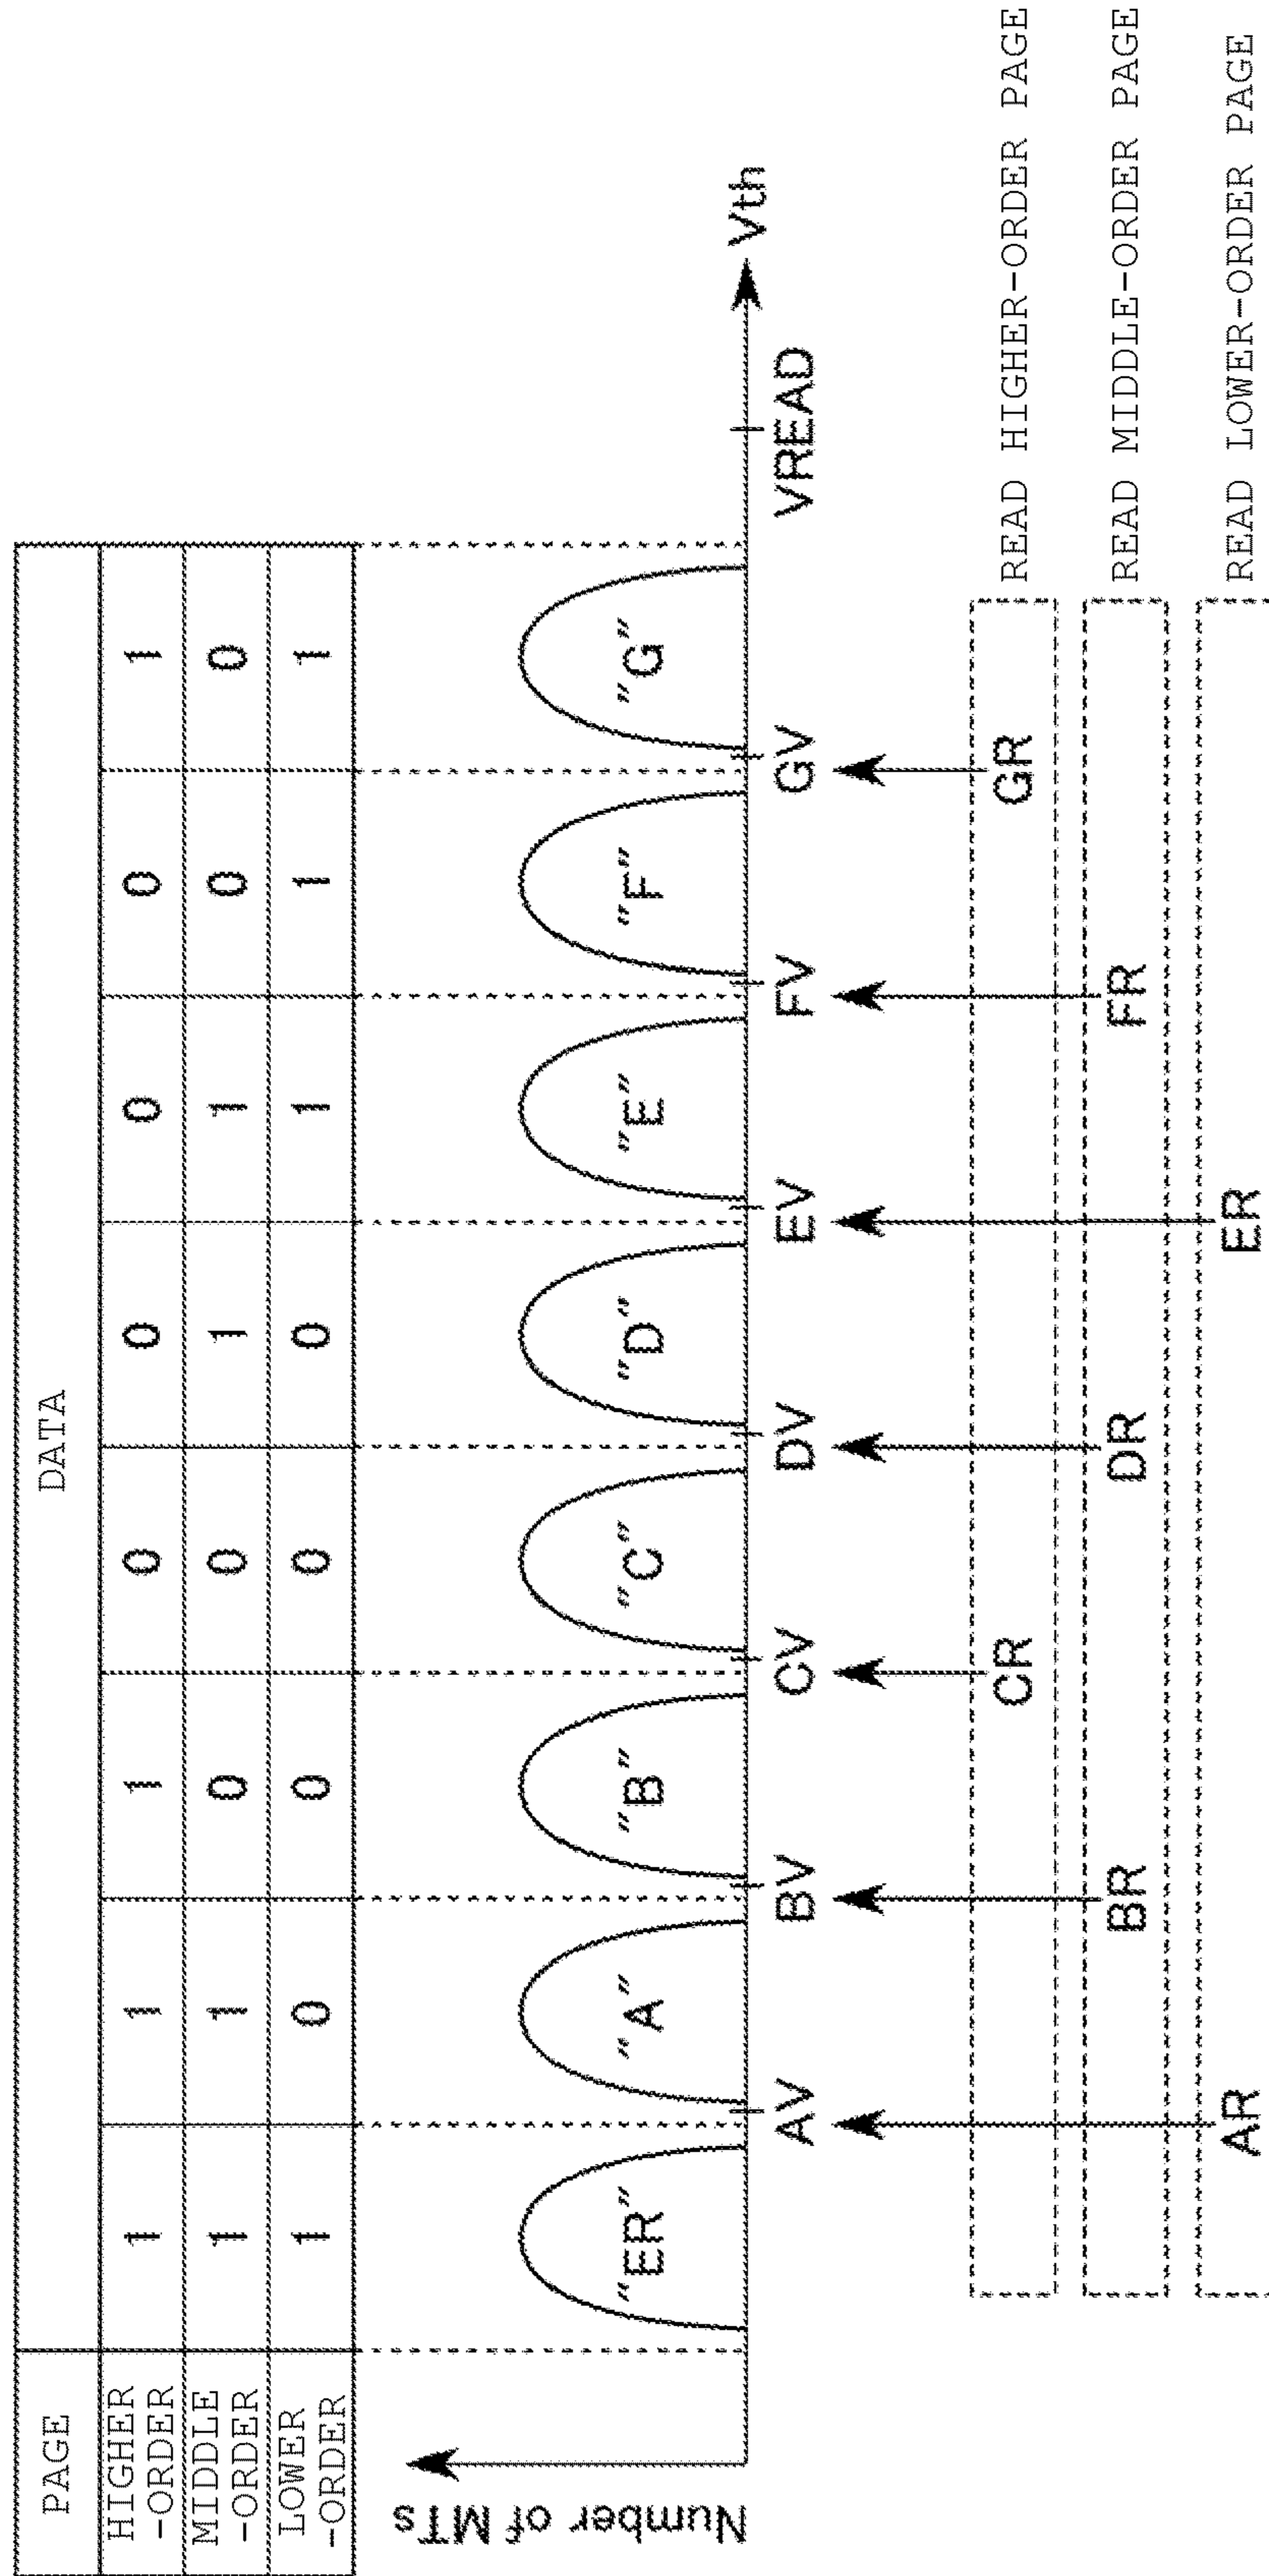 PAGE DATA
HIGHER
-ORDER 1 1 1 0 0 0 0 1
MIDDLE
-ORDER 1 1 0 0 1 1 0 0
LOWER
-ORDER 1 0 0 0 0 1 1 1
Number of MTs
"ER" "A" "B" "C" "D" "E" "F" "G"
AV BV CV DV EV FV GV VREAD Vth
CR GR READ HIGHER-ORDER PAGE
BR DR FR READ MIDDLE-ORDER PAGE
AR ER READ LOWER-ORDER PAGE